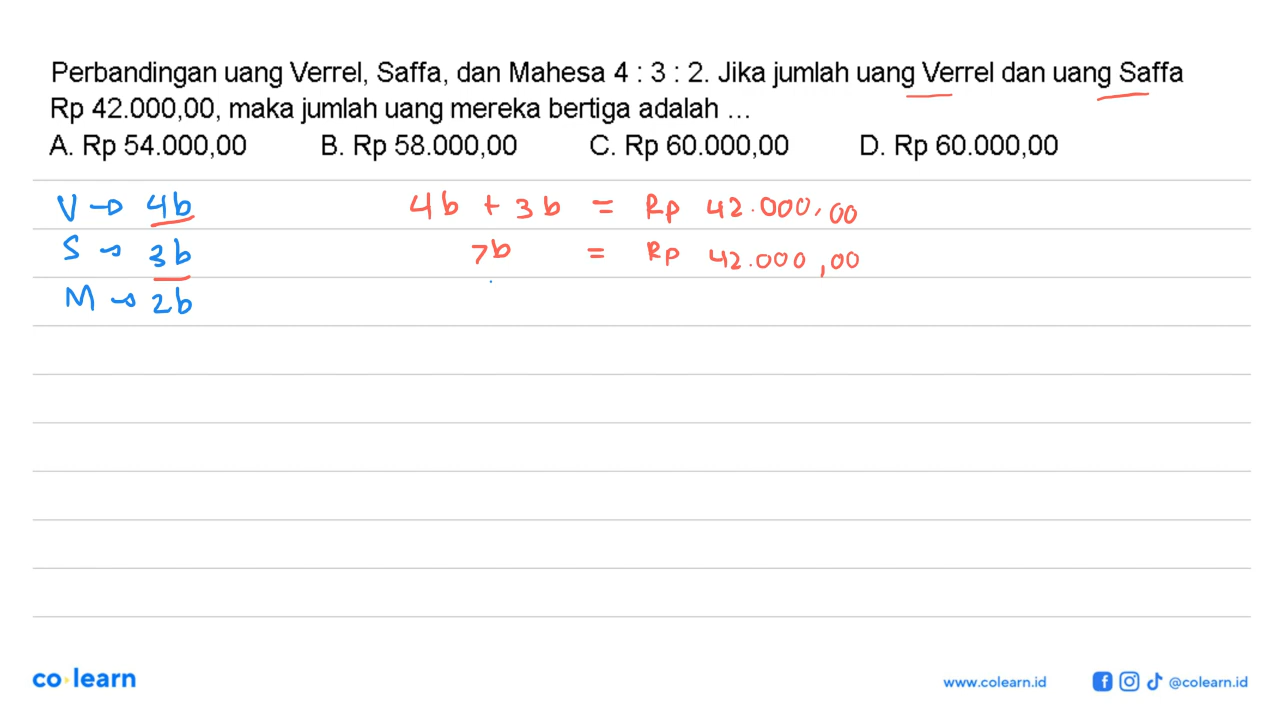 Perbandingan uang Verrel, Saffa, dan Mahesa 4 : 3 : 2. Jika jumlah uang Verrel dan uang Saffa
Rp 42.000,00, maka jumlah uang mereka bertiga adalah ...
A. Rp 54.000,00 B. Rp 58.000,00 C. Rp 60.000,00 D. Rp 60.000,00
V → 4b 4b + 3b = Rp 42.000,00
S → 3b 7b = Rp 42.000,00
M → 2b
co learn www.colearn.id @colearn.id